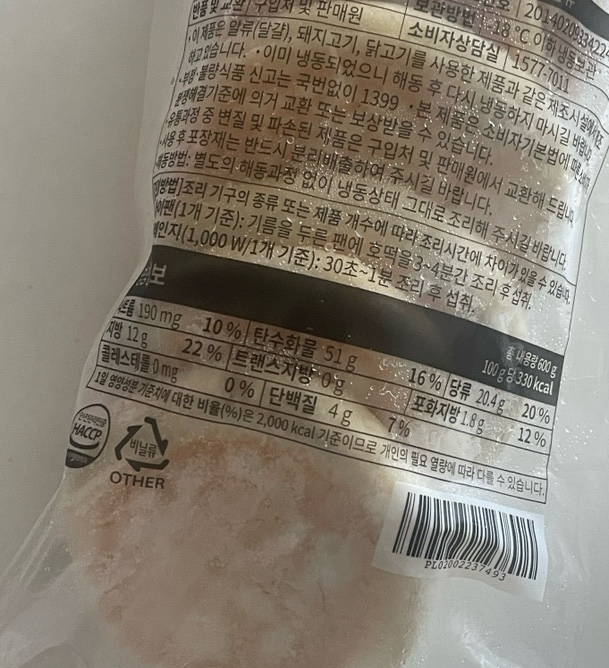 반품 및 교환 구입처 및 판매원
보관방법 -18 ℃ 이하 냉동보관
소비자상담실 1577-7011
· 이 제품은 알류(달걀), 돼지고기, 닭고기를 사용한 제품과 같은 제조시설에서
하고 있습니다. · 이미 냉동되었으니 해동 후 다시 냉동하지 마시길 바랍니다.
· 부정·불량식품 신고는 국번없이 1399 · 본 제품은 소비자기본법에 따른
분쟁해결기준에 의거 교환 또는 보상받을 수 있습니다.
유통과정 중 변질 및 파손된 제품은 구입처 및 판매원에서 교환해 드립니다.
사용 후 포장재는 반드시 분리배출하여 주시길 바랍니다.
해동방법: 별도의 해동과정 없이 냉동상태 그대로 조리해 주시길 바랍니다.
방법]조리 기구의 종류 또는 제품 개수에 따라 조리시간에 차이가 있을 수 있습니다.
이팬(1개 기준): 기름을 두른 팬에 호떡을 3~4분간 조리 후 섭취.
레인지(1,000 W/1개 기준): 30초~1분 조리 후 섭취.
정보
총 내용량 600 g
100 g 당 330 kcal
트륨 190 mg 10 % 탄수화물 51 g 16 % 당류 20.4 g 20 %
지방 12 g 22 % 트랜스지방 0 g 포화지방 1.8 g 12 %
콜레스테롤 0 mg 0 % 단백질 4 g 7 %
1일 영양성분 기준치에 대한 비율(%)은 2,000 kcal 기준이므로 개인의 필요 열량에 따라 다를 수 있습니다.
HACCP
비닐류
OTHER
PL02002237493